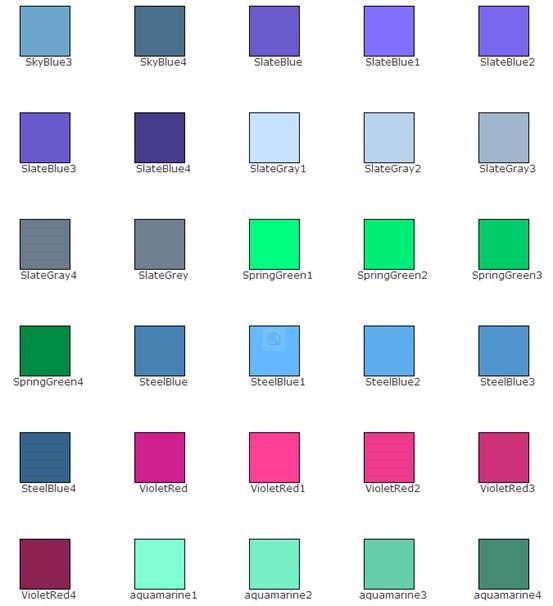 SkyBlue3 SkyBlue4 SlateBlue SlateBlue1 SlateBlue2
SlateBlue3 SlateBlue4 SlateGray1 SlateGray2 SlateGray3
SlateGray4 SlateGrey SpringGreen1 SpringGreen2 SpringGreen3
SpringGreen4 SteelBlue SteelBlue1 SteelBlue2 SteelBlue3
SteelBlue4 VioletRed VioletRed1 VioletRed2 VioletRed3
VioletRed4 aquamarine1 aquamarine2 aquamarine3 aquamarine4